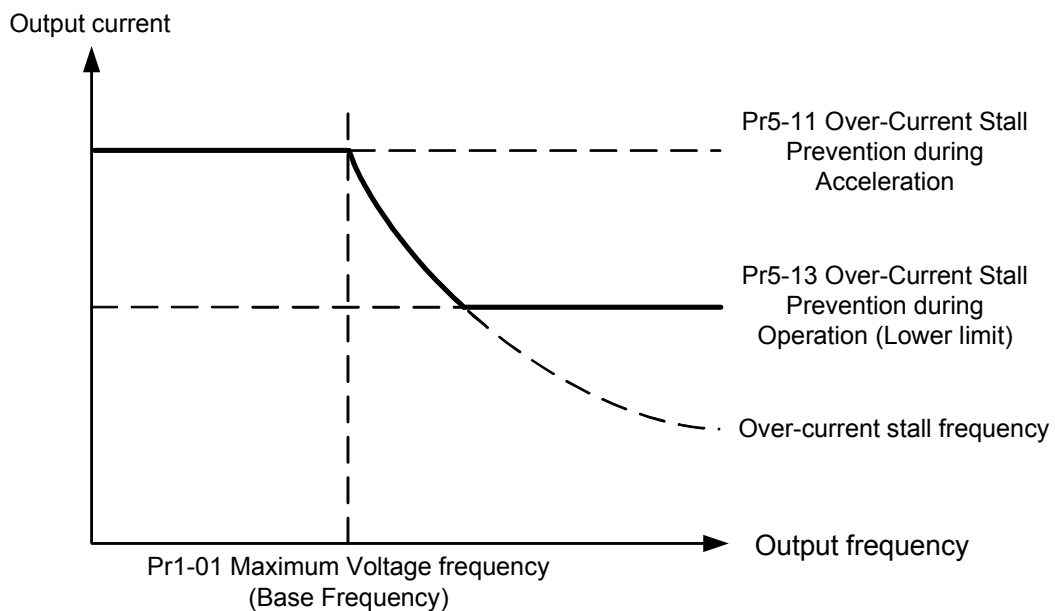 Output current
Pr5-11 Over-Current Stall
Prevention during
Acceleration
Pr5-13 Over-Current Stall
Prevention during
Operation (Lower limit)
Over-current stall frequency
Output frequency
Pr1-01 Maximum Voltage frequency
(Base Frequency)